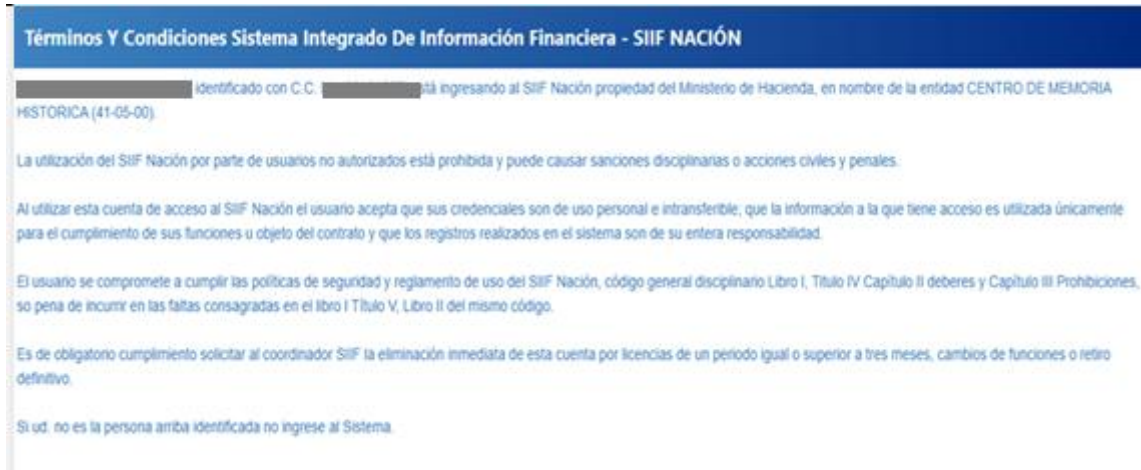 Términos Y Condiciones Sistema Integrado De Información Financiera - SIIF NACIÓN
identificado con C.C. tá ingresando al SIIF Nación propiedad del Ministerio de Hacienda, en nombre de la entidad CENTRO DE MEMORIA
HISTORICA (41-05-00).
La utilización del SIIF Nación por parte de usuarios no autorizados está prohibida y puede causar sanciones disciplinarias o acciones civiles y penales.
Al utilizar esta cuenta de acceso al SIIF Nación el usuario acepta que sus credenciales son de uso personal e intransferible, que la información a la que tiene acceso es utilizada únicamente
para el cumplimiento de sus funciones u objeto del contrato y que los registros realizados en el sistema son de su entera responsabilidad.
El usuario se compromete a cumplir las políticas de seguridad y reglamento de uso del SIIF Nación, código general disciplinario Libro I, Titulo IV Capítulo II deberes y Capítulo III Prohibiciones,
so pena de incurrir en las faltas consagradas en el libro I Título V, Libro II del mismo código.
Es de obligatorio cumplimiento solicitar al coordinador SIIF la eliminación inmediata de esta cuenta por licencias de un periodo igual o superior a tres meses, cambios de funciones o retiro
definitivo.
Si ud. no es la persona arriba identificada no ingrese al Sistema.